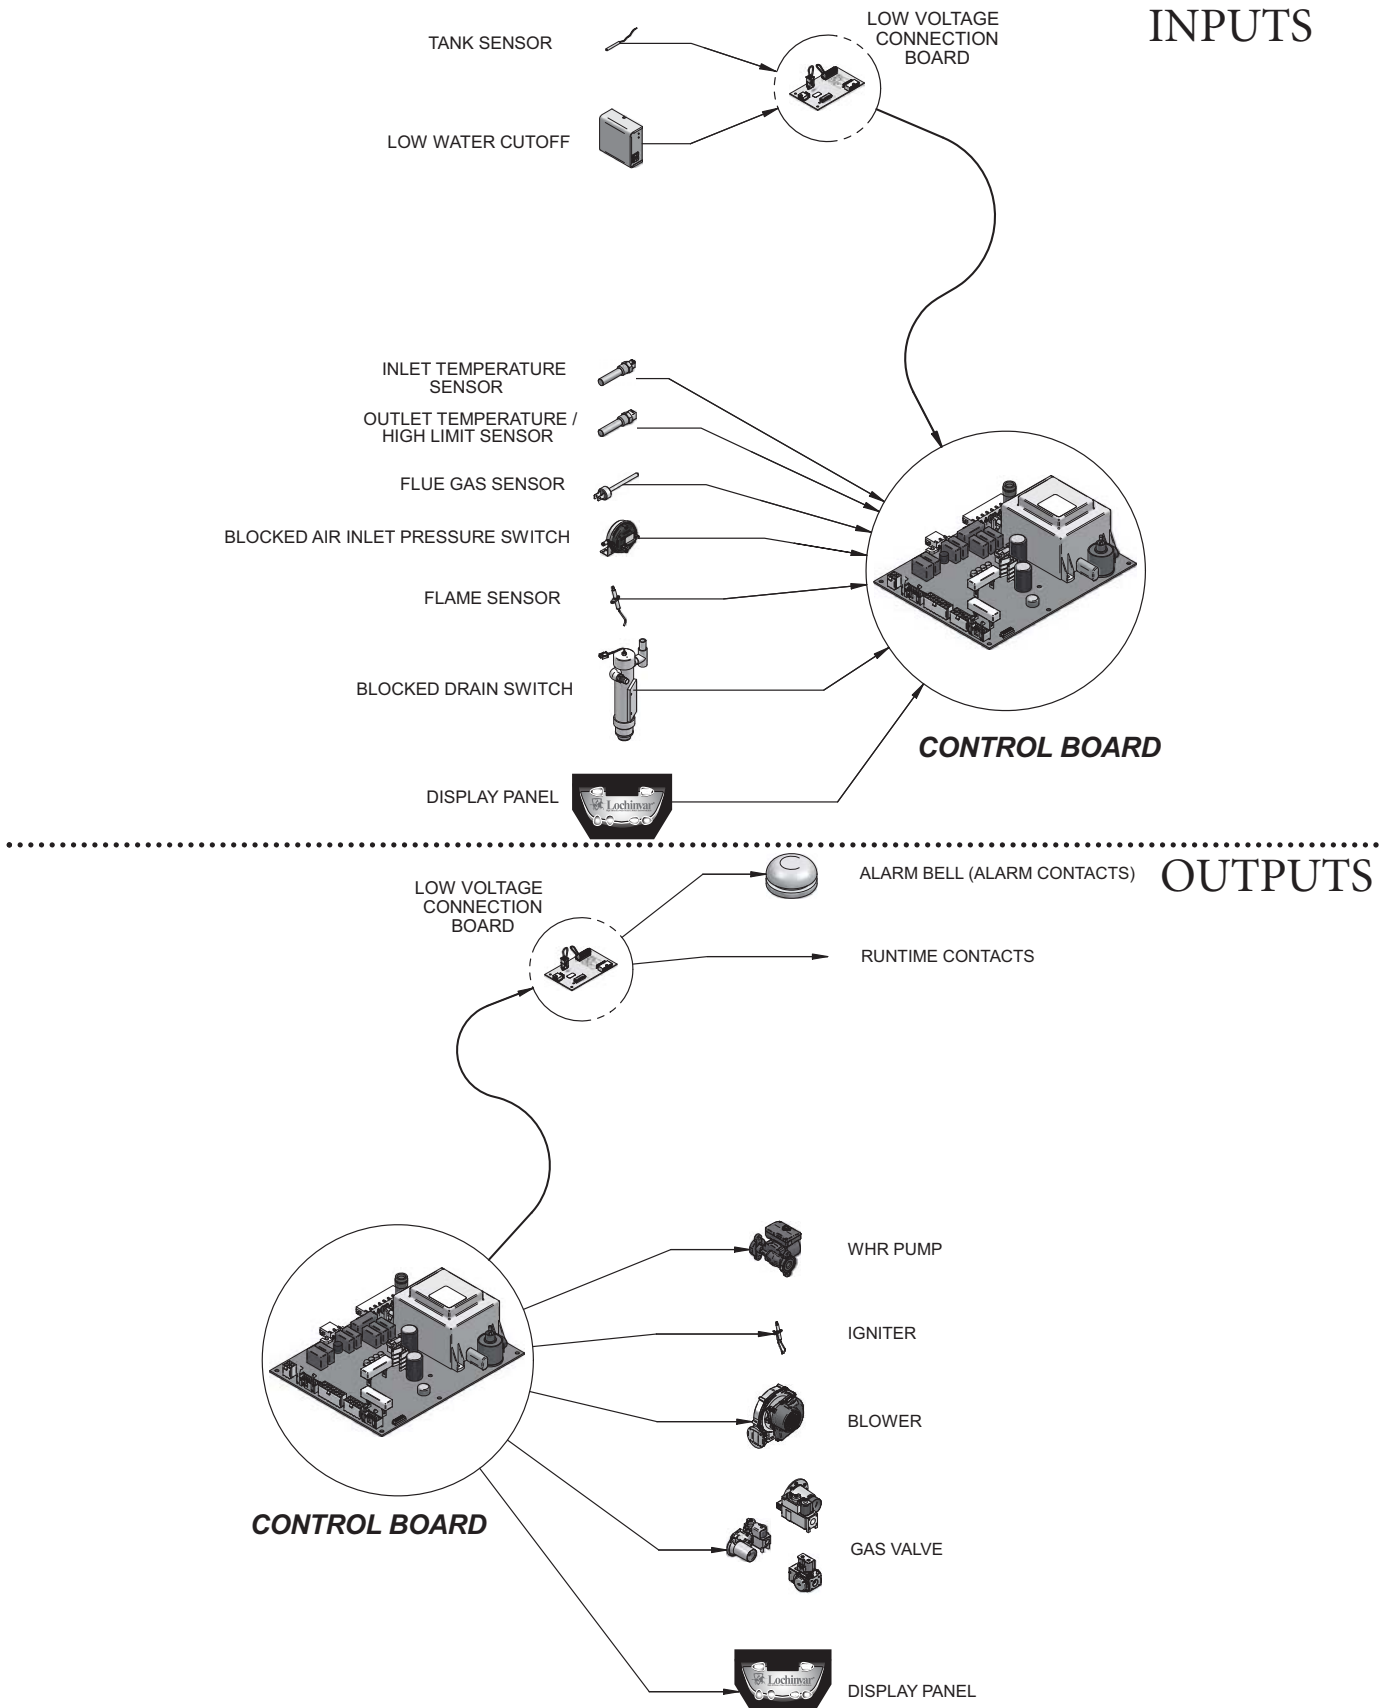 INPUTS
LOW VOLTAGE
CONNECTION
BOARD
TANK SENSOR
LOW WATER CUTOFF
INLET TEMPERATURE
SENSOR
OUTLET TEMPERATURE /
HIGH LIMIT SENSOR
FLUE GAS SENSOR
BLOCKED AIR INLET PRESSURE SWITCH
FLAME SENSOR
BLOCKED DRAIN SWITCH
CONTROL BOARD
DISPLAY PANEL
Lochinvar
OUTPUTS
ALARM BELL (ALARM CONTACTS)
LOW VOLTAGE
CONNECTION
BOARD
RUNTIME CONTACTS
WHR PUMP
IGNITER
BLOWER
CONTROL BOARD
GAS VALVE
Lochinvar
DISPLAY PANEL